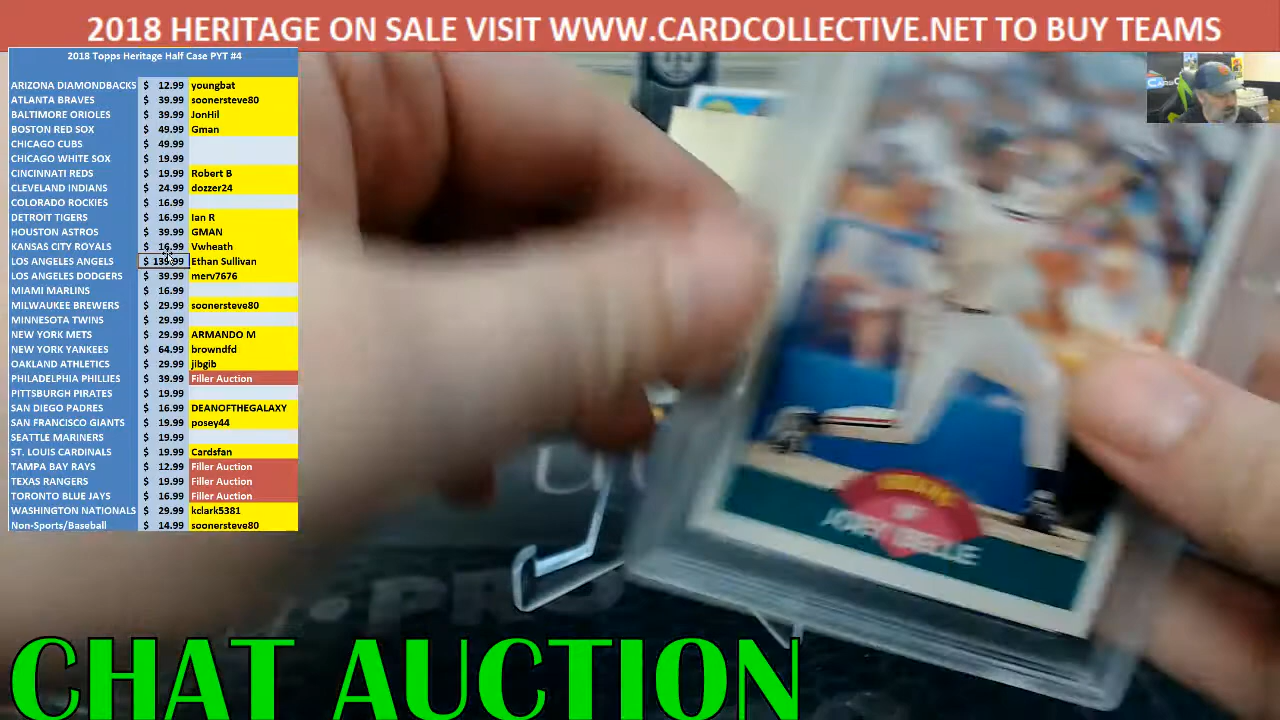 2018 HERITAGE ON SALE VISIT WWW.CARDCOLLECTIVE.NET TO BUY TEAMS
2018 Topps Heritage Half Case PYT #4
ARIZONA DIAMONDBACKS $ 12.99 youngbat
ATLANTA BRAVES $ 39.99 soonersteve80
BALTIMORE ORIOLES $ 39.99 JonHil
BOSTON RED SOX $ 49.99 Gman
CHICAGO CUBS $ 49.99
CHICAGO WHITE SOX $ 19.99
CINCINNATI REDS $ 19.99 Robert B
CLEVELAND INDIANS $ 24.99 dozzer24
COLORADO ROCKIES $ 16.99
DETROIT TIGERS $ 16.99 Ian R
HOUSTON ASTROS $ 39.99 GMAN
KANSAS CITY ROYALS $ 16.99 Vwheath
LOS ANGELES ANGELS $ 139.99 Ethan Sullivan
LOS ANGELES DODGERS $ 39.99 merv7676
MIAMI MARLINS $ 16.99
MILWAUKEE BREWERS $ 29.99 soonersteve80
MINNESOTA TWINS $ 29.99
NEW YORK METS $ 29.99 ARMANDO M
NEW YORK YANKEES $ 64.99 browndfd
OAKLAND ATHLETICS $ 29.99 jibgib
PHILADELPHIA PHILLIES $ 39.99 Filler Auction
PITTSBURGH PIRATES $ 19.99
SAN DIEGO PADRES $ 16.99 DEANOFTHEGALAXY
SAN FRANCISCO GIANTS $ 19.99 posey44
SEATTLE MARINERS $ 19.99
ST. LOUIS CARDINALS $ 19.99 Cardsfan
TAMPA BAY RAYS $ 12.99 Filler Auction
TEXAS RANGERS $ 19.99 Filler Auction
TORONTO BLUE JAYS $ 16.99 Filler Auction
WASHINGTON NATIONALS $ 29.99 kclark5381
Non-Sports/Baseball $ 14.99 soonersteve80
JOEY BELLE
PRO
CHAT AUCTION